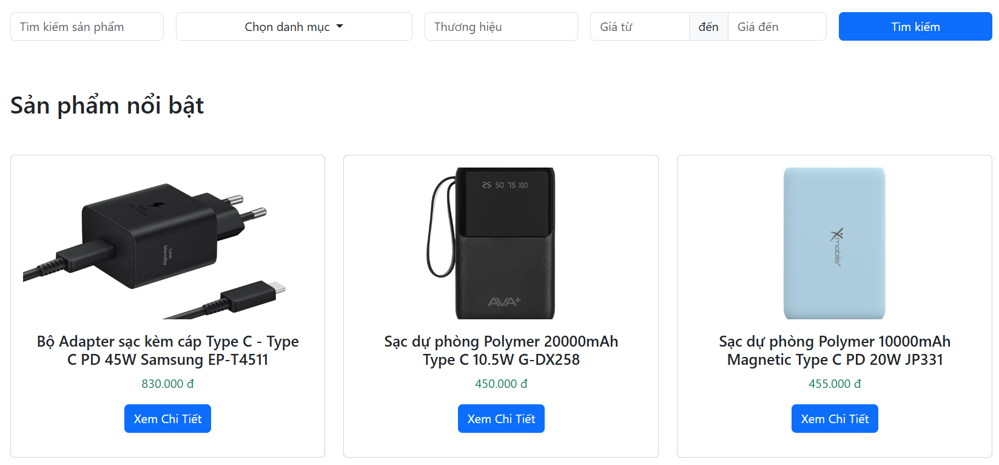 Tìm kiếm sản phẩm
Chọn danh mục
Thương hiệu
Giá từ
đến
Giá đến
Tìm kiếm
Sản phẩm nổi bật
Low
Standby
25 50 75 100
AVA+
Xmobile
Bộ Adapter sạc kèm cáp Type C - Type
C PD 45W Samsung EP-T4511
830.000 đ
Xem Chi Tiết
Sạc dự phòng Polymer 20000mAh
Type C 10.5W G-DX258
450.000 đ
Xem Chi Tiết
Sạc dự phòng Polymer 10000mAh
Magnetic Type C PD 20W JP331
455.000 đ
Xem Chi Tiết